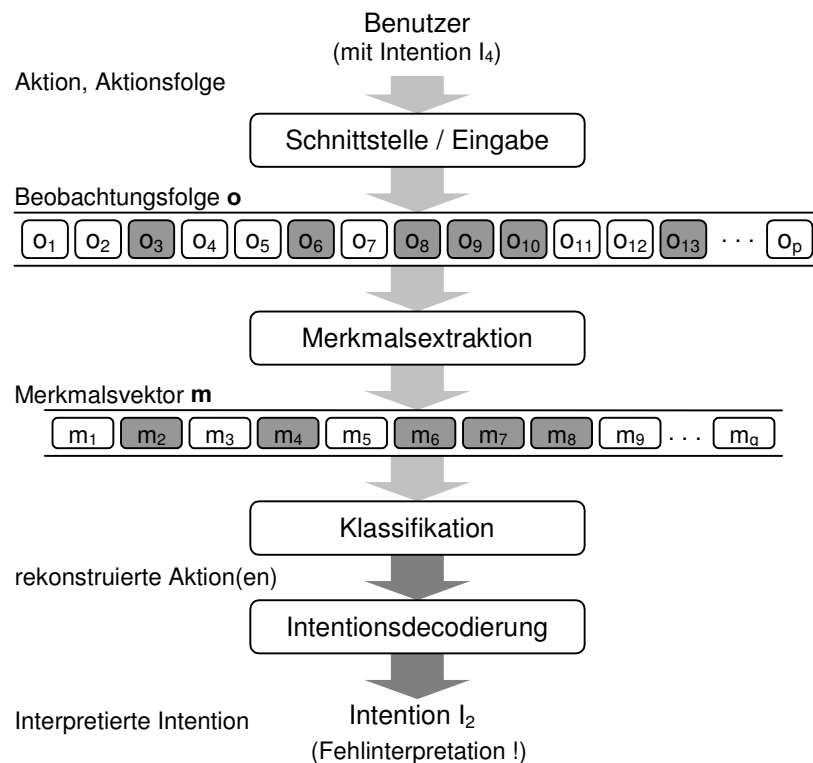 Benutzer
(mit Intention I₄)
Aktion, Aktionsfolge
Schnittstelle / Eingabe
Beobachtungsfolge o
o₁ o₂ o₃ o₄ o₅ o₆ o₇ o₈ o₉ o₁₀ o₁₁ o₁₂ o₁₃ · · · oₚ
Merkmalsextraktion
Merkmalsvektor m
m₁ m₂ m₃ m₄ m₅ m₆ m₇ m₈ m₉ . . . m_q
Klassifikation
rekonstruierte Aktion(en)
Intentionsdecodierung
Interpretierte Intention
Intention I₂
(Fehlinterpretation !)